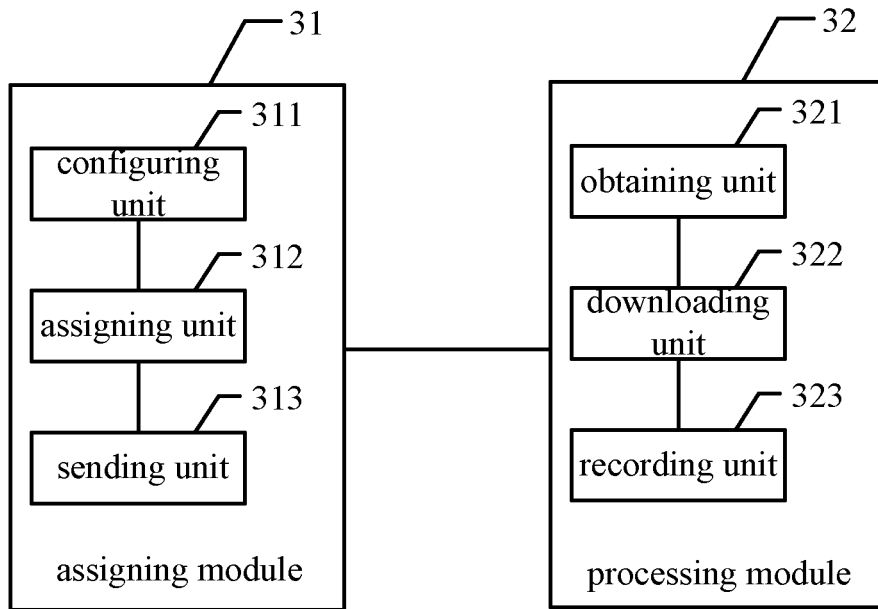 31
311
configuring
unit
312
assigning unit
313
sending unit
assigning module
32
321
obtaining unit
322
downloading
unit
323
recording unit
processing module